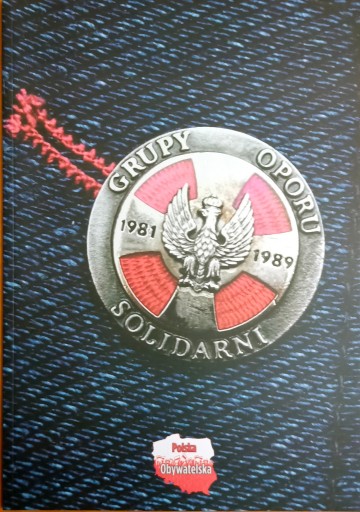 GRUPY OPORU
1981
1989
SOLIDARNI
Polska
Obywatelska